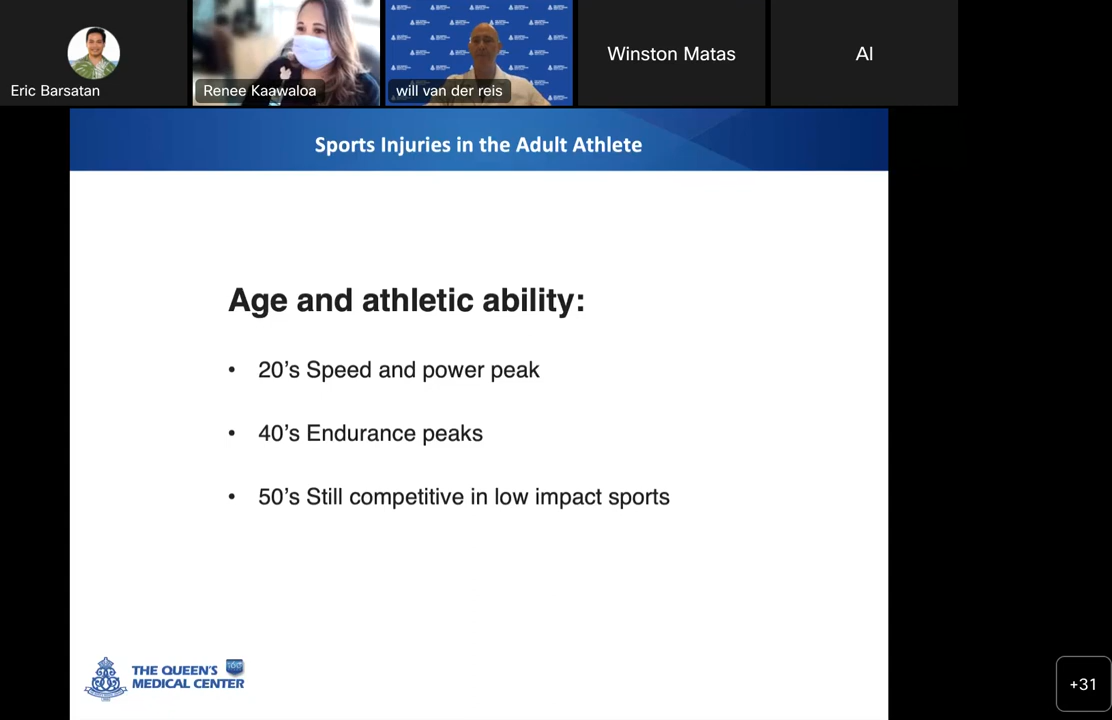 Eric Barsatan
Renee Kaawaloa
will van der reis
Winston Matas
AI
Sports Injuries in the Adult Athlete
Age and athletic ability:
• 20’s Speed and power peak
• 40’s Endurance peaks
• 50’s Still competitive in low impact sports
THE QUEEN'S
MEDICAL CENTER
+31